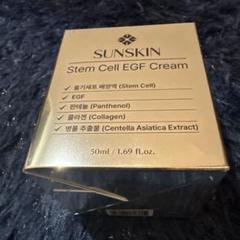 SUNSKIN
Stem Cell EGF Cream
줄기세포 배양액 (Stem Cell)
EGF
판테놀 (Panthenol)
콜라겐 (Collagen)
병풀 추출물 (Centella Asiatica Extract)
50ml / 1.69 fl.oz.